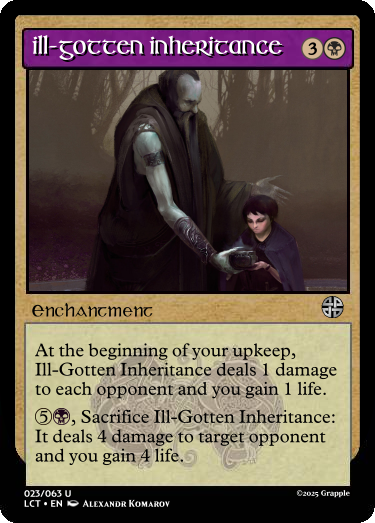 ill-gotten inheritance 3
Enchantment
At the beginning of your upkeep,
Ill-Gotten Inheritance deals 1 damage
to each opponent and you gain 1 life.
5, Sacrifice Ill-Gotten Inheritance:
It deals 4 damage to target opponent
and you gain 4 life.
023/063 U
LCT • EN Alexandr Komarov
©2025 Grapple